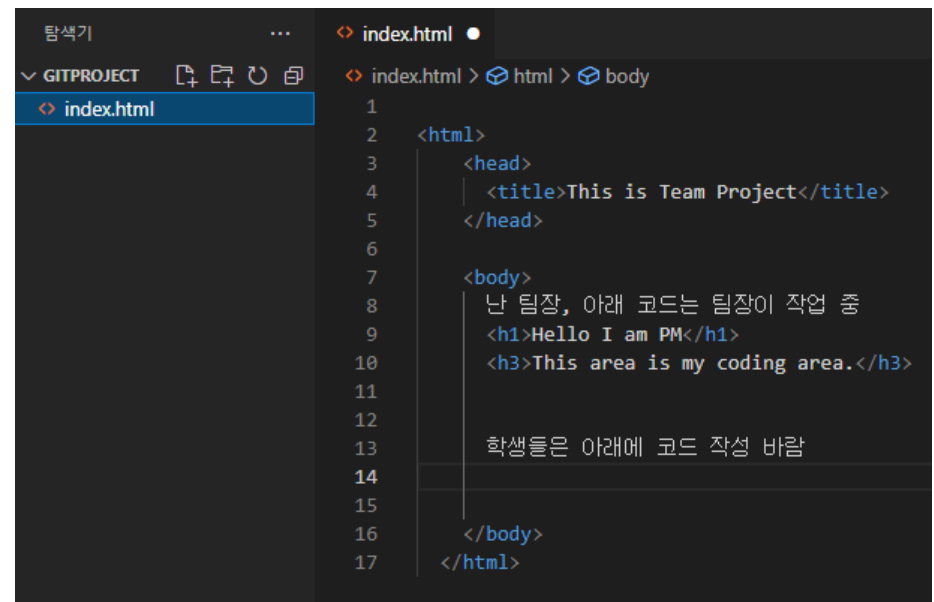 탐색기 ...
index.html
GITPROJECT
index.html
index.html > html > body
1
2 <html>
3 <head>
4 <title>This is Team Project</title>
5 </head>
6
7 <body>
8 난 팀장, 아래 코드는 팀장이 작업 중
9 <h1>Hello I am PM</h1>
10 <h3>This area is my coding area.</h3>
11
12
13 학생들은 아래에 코드 작성 바람
14
15
16 </body>
17 </html>